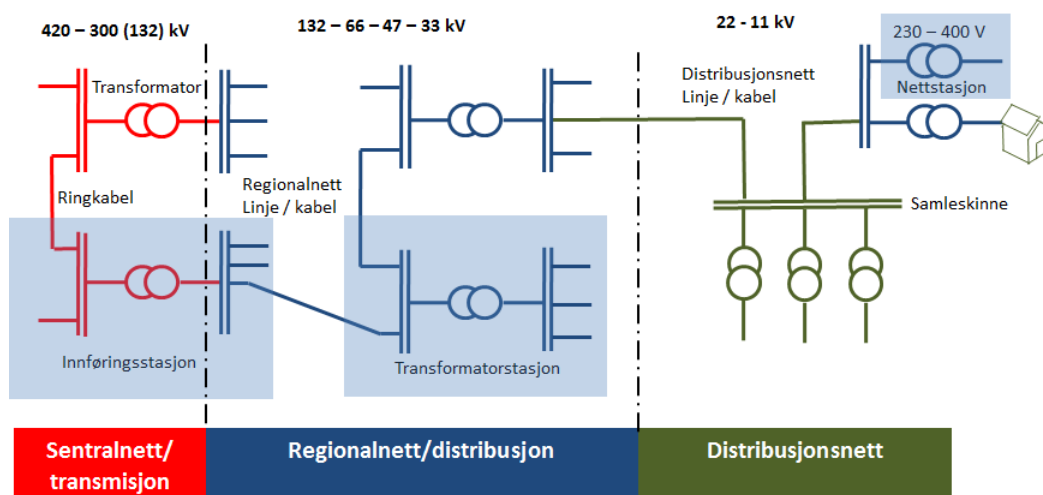 420 – 300 (132) kV
132 – 66 – 47 – 33 kV
22 - 11 kV
230 – 400 V
Transformator
Distribusjonsnett
Linje / kabel
Nettstasjon
Ringkabel
Regionalnett
Linje / kabel
Samleskinne
Innføringsstasjon
Transformatorstasjon
Sentralnett/
transmisjon
Regionalnett/distribusjon
Distribusjonsnett